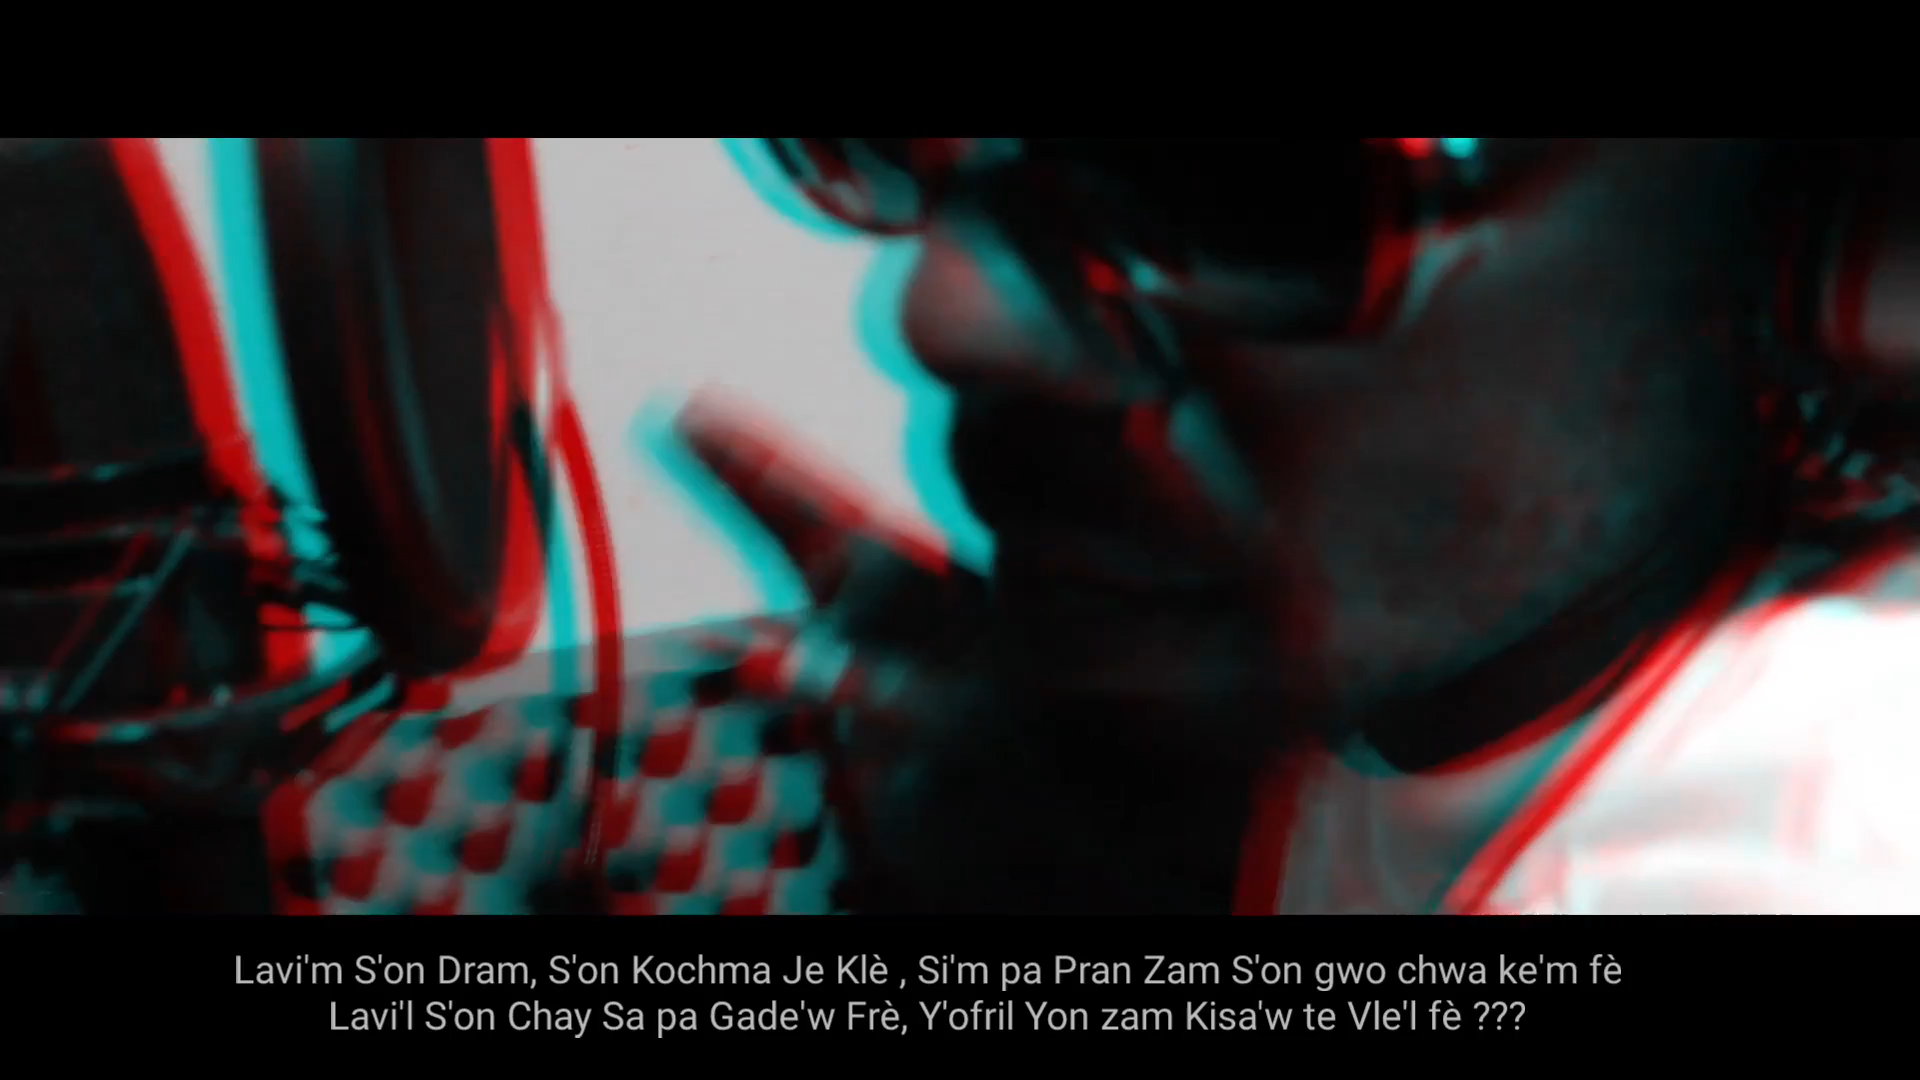 Lavi'm S'on Dram, S'on Kochma Je Klè , Si'm pa Pran Zam S'on gwo chwa ke'm fè
Lavi'l S'on Chay Sa pa Gade'w Frè, Y'ofril Yon zam Kisa'w te Vle'l fè ???